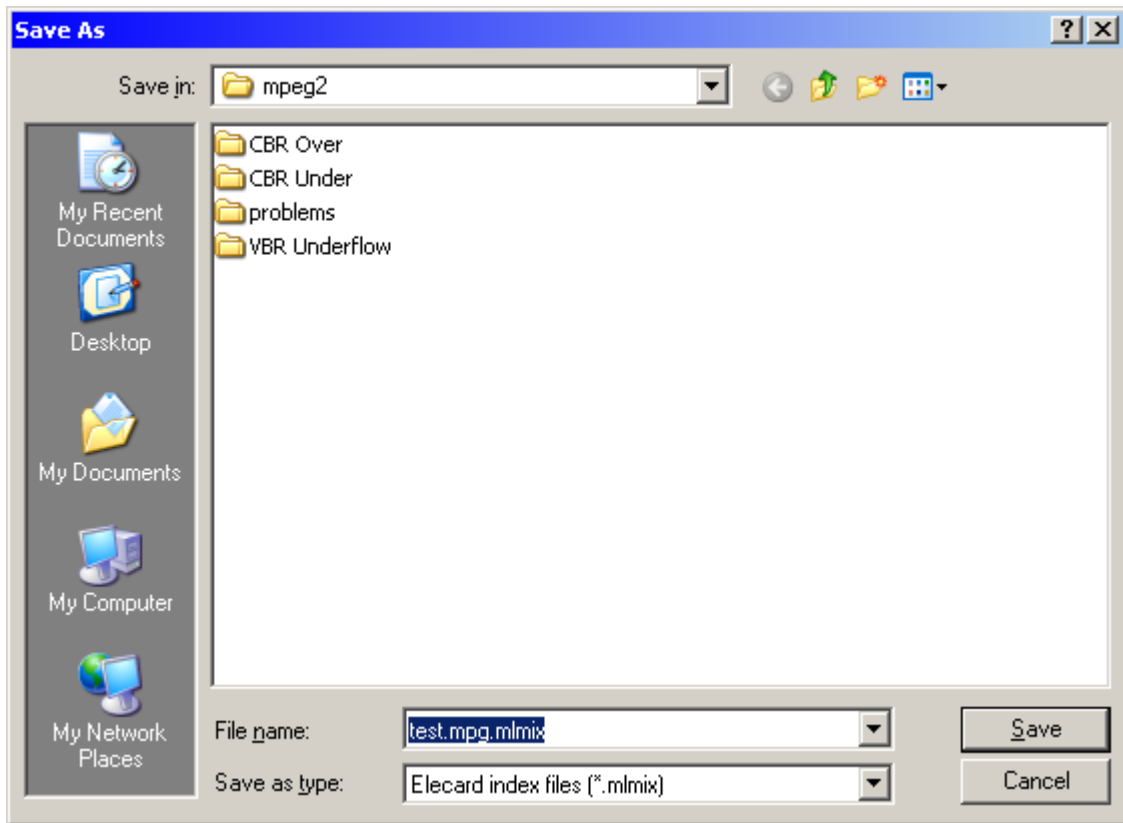 Save As
Save in:
mpeg2
CBR Over
CBR Under
problems
VBR Underflow
My Recent
Documents
Desktop
My Documents
My Computer
My Network
Places
File name:
test.mpg.mlmix
Save
Save as type:
Elecard index files (*.mlmix)
Cancel